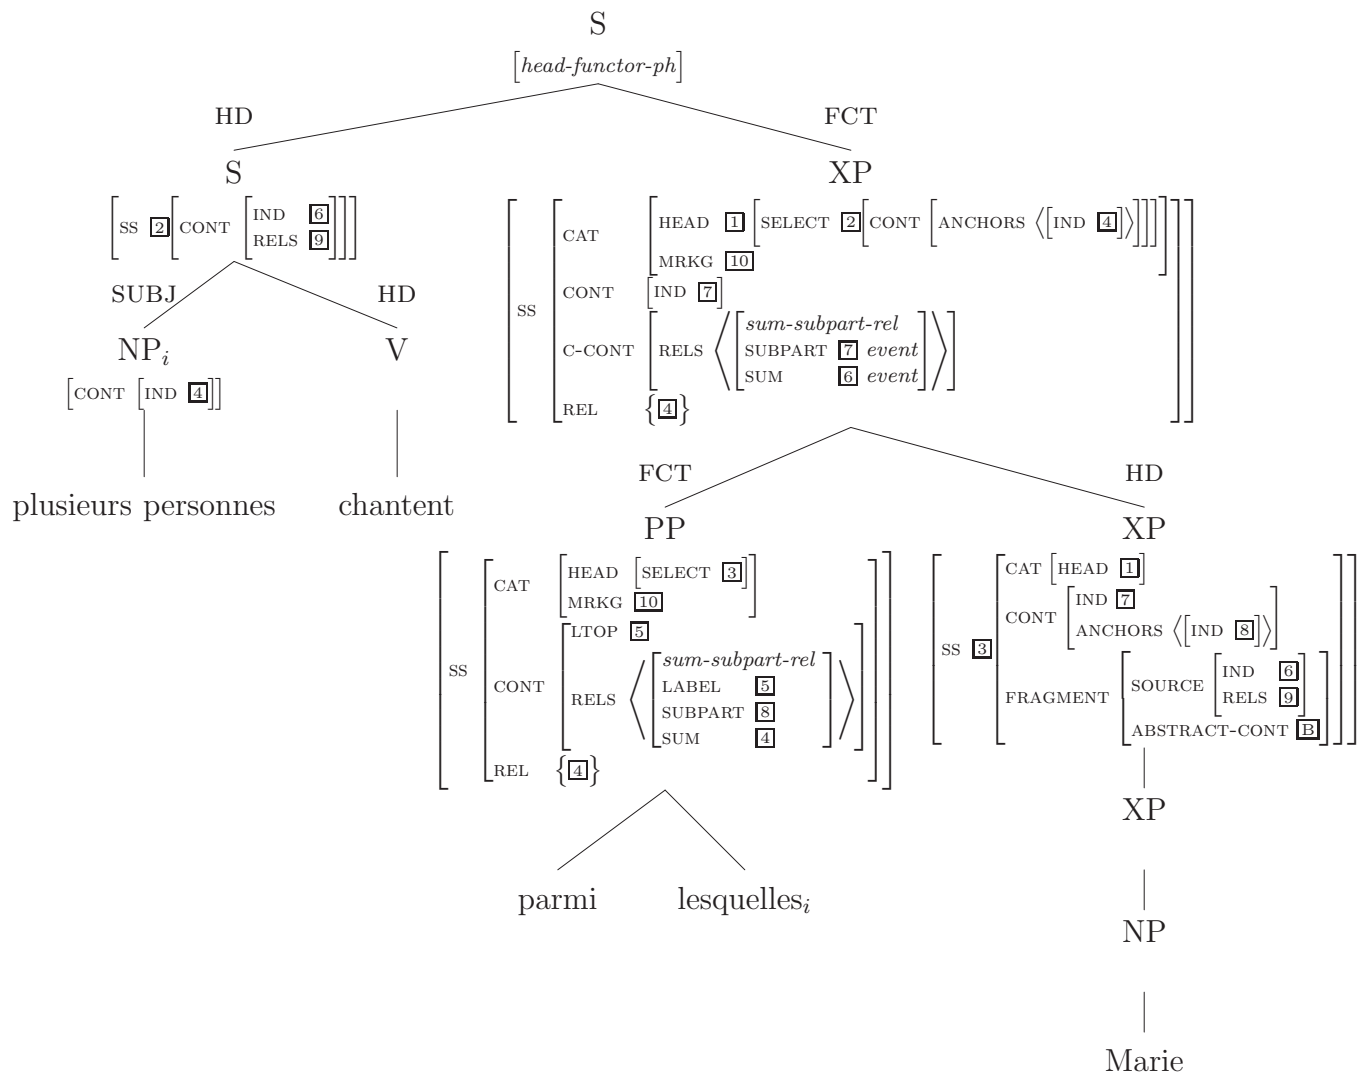 S
[head-functor-ph]
HD FCT
S XP
[SS [2] [CONT [IND [6]
RELS [9]]]]
[SS [CAT [HEAD [1] [SELECT [2] [CONT [ANCHORS ⟨[IND [4]]⟩]]]
MRKG [10]]
CONT [IND [7]]
C-CONT [RELS ⟨[sum-subpart-rel
SUBPART [7] event
SUM [6] event]⟩]
REL {[4]}]]
SUBJ HD
NPi V
[CONT [IND [4]]]
plusieurs personnes chantent
FCT HD
PP XP
[SS [CAT [HEAD [SELECT [3]]
MRKG [10]]
CONT [LTOP [5]
RELS ⟨[sum-subpart-rel
LABEL [5]
SUBPART [8]
SUM [4]]⟩]
REL {[4]}]]
[SS [3] [CAT [HEAD [1]]
CONT [IND [7]
ANCHORS ⟨[IND [8]]⟩]
FRAGMENT [SOURCE [IND [6]
RELS [9]]
ABSTRACT-CONT [B]]]]
parmi lesquellesi
XP
NP
Marie